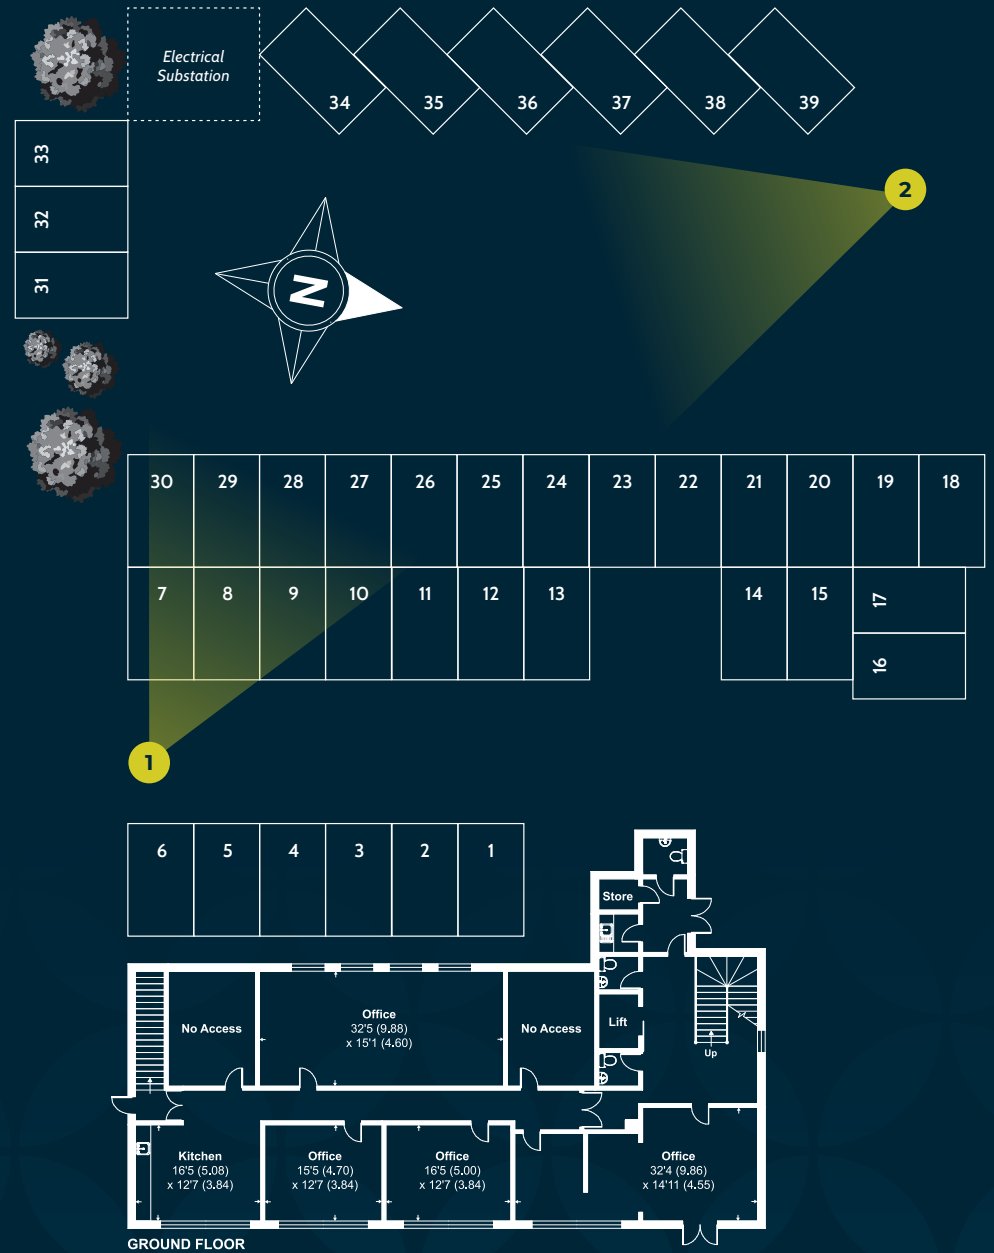 Electrical
Substation
34
35
36
37
38
39
33
32
31
2
N
30
29
28
27
26
25
24
23
22
21
20
19
18
7
8
9
10
11
12
13
14
15
17
16
1
6
5
4
3
2
1
Store
No Access
Office
32'5 (9.88)
x 15'1 (4.60)
No Access
Lift
Up
Kitchen
16'5 (5.08)
x 12'7 (3.84)
Office
15'5 (4.70)
x 12'7 (3.84)
Office
16'5 (5.00)
x 12'7 (3.84)
Office
32'4 (9.86)
x 14'11 (4.55)
GROUND FLOOR